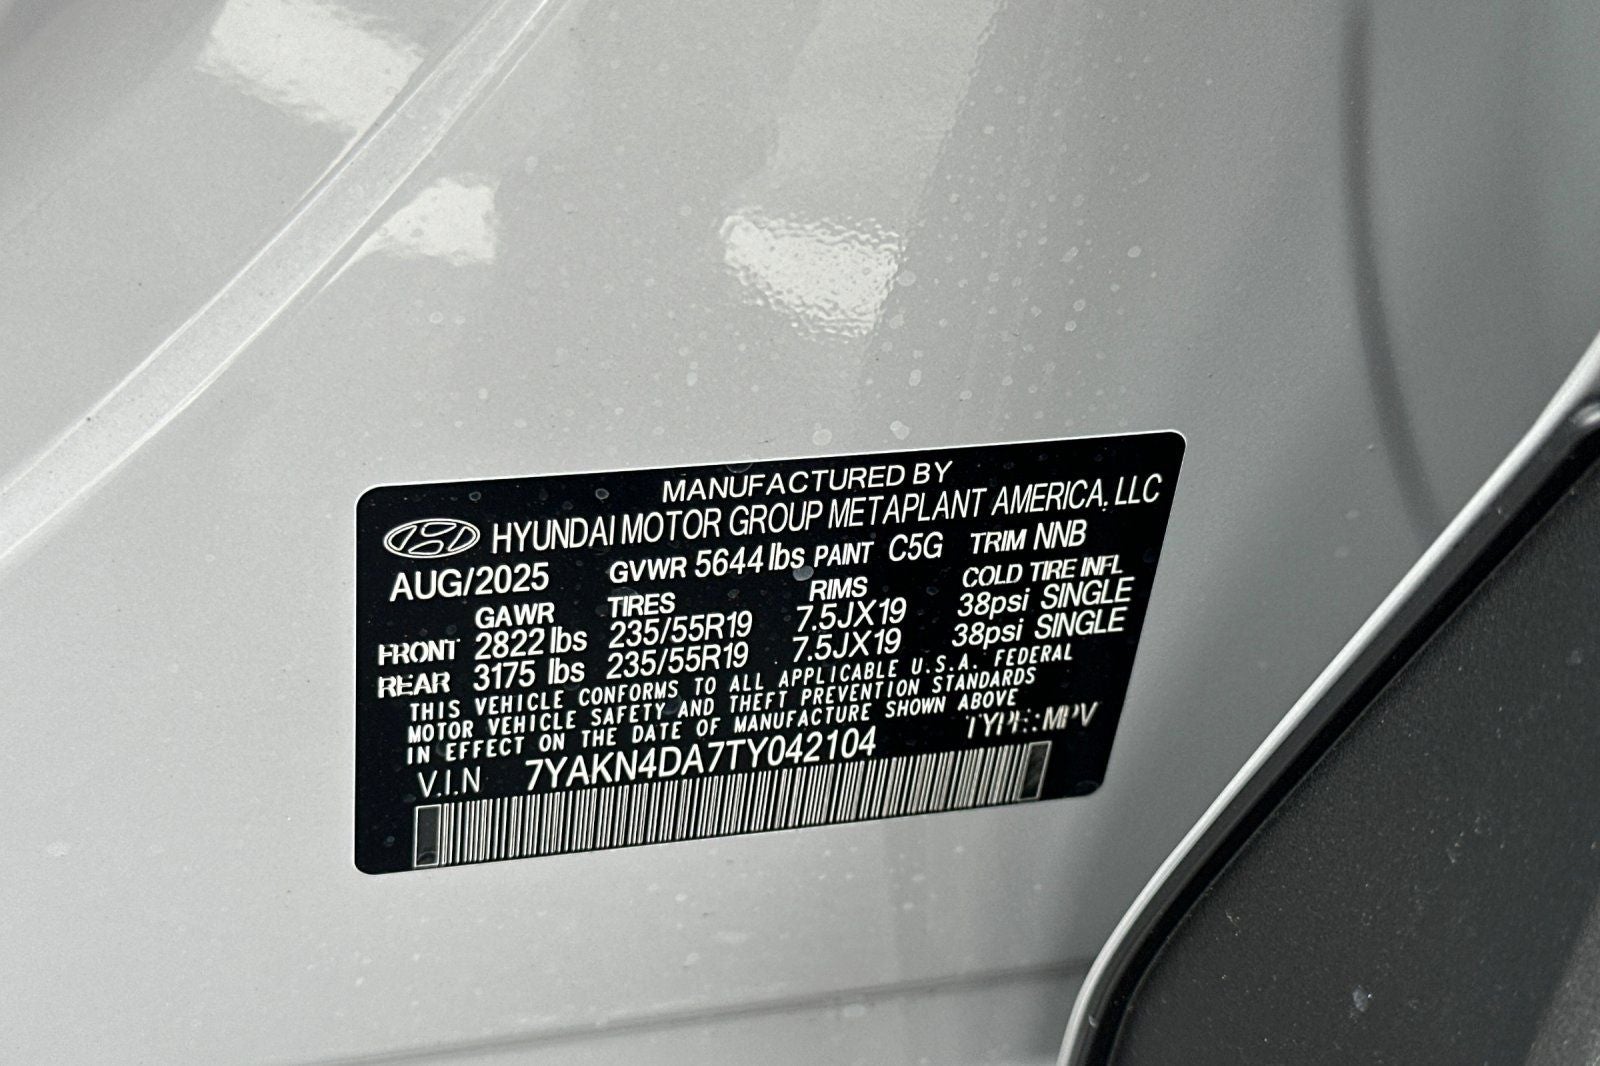 MANUFACTURED BY
HYUNDAI MOTOR GROUP METAPLANT AMERICA, LLC
AUG/2025 GVWR 5644 lbs PAINT C5G TRIM NNB
GAWR TIRES RIMS COLD TIRE INFL
FRONT 2822 lbs 235/55R19 7.5JX19 38psi SINGLE
REAR 3175 lbs 235/55R19 7.5JX19 38psi SINGLE
THIS VEHICLE CONFORMS TO ALL APPLICABLE U.S.A. FEDERAL
MOTOR VEHICLE SAFETY AND THEFT PREVENTION STANDARDS
IN EFFECT ON THE DATE OF MANUFACTURE SHOWN ABOVE
V.I.N 7YAKN4DA7TY042104 TYPE:MPV